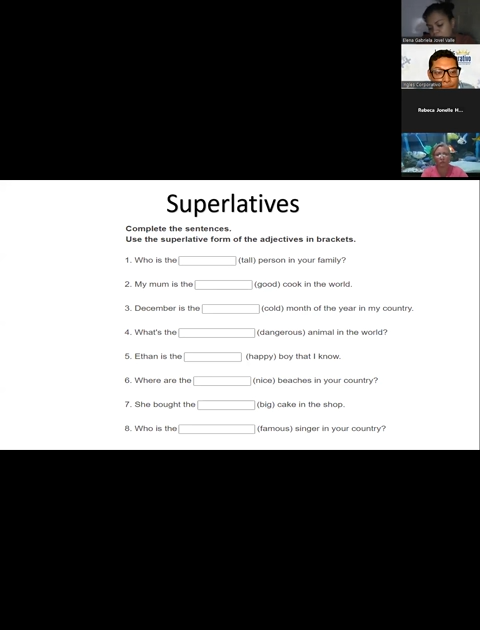 Elena Gabriela Jovel Valle
Rebeca Jonelle H...
Superlatives
Complete the sentences.
Use the superlative form of the adjectives in brackets.
1. Who is the (tall) person in your family?
2. My mum is the (good) cook in the world.
3. December is the (cold) month of the year in my country.
4. What's the (dangerous) animal in the world?
5. Ethan is the (happy) boy that I know.
6. Where are the (nice) beaches in your country?
7. She bought the (big) cake in the shop.
8. Who is the (famous) singer in your country?